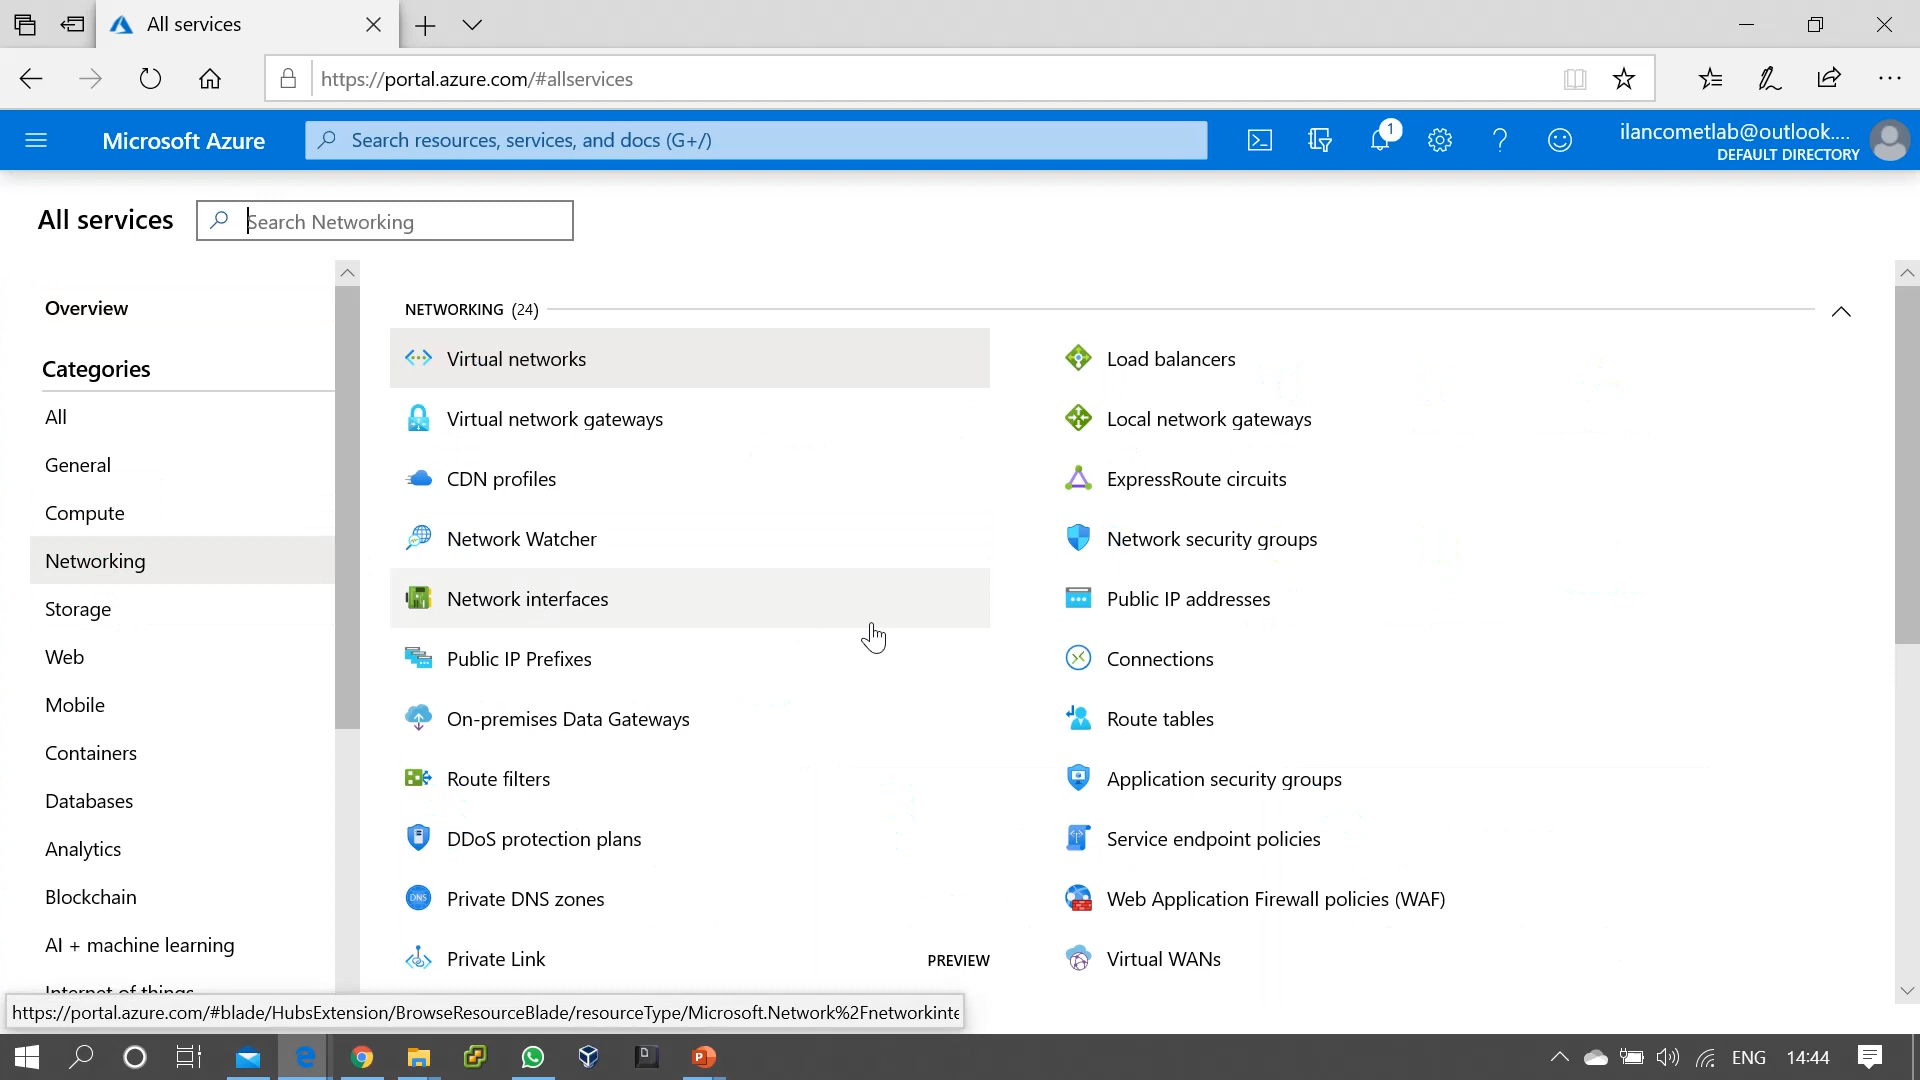 All services
https://portal.azure.com/#allservices
Microsoft Azure
Search resources, services, and docs (G+/)
1
ilancometlab@outlook....
DEFAULT DIRECTORY
All services
Search Networking
Overview
Categories
All
General
Compute
Networking
Storage
Web
Mobile
Containers
Databases
Analytics
Blockchain
AI + machine learning
Internet of things
NETWORKING (24)
Virtual networks
Load balancers
Virtual network gateways
Local network gateways
CDN profiles
ExpressRoute circuits
Network Watcher
Network security groups
Network interfaces
Public IP addresses
Public IP Prefixes
Connections
On-premises Data Gateways
Route tables
Route filters
Application security groups
DDoS protection plans
Service endpoint policies
DNS
Private DNS zones
Web Application Firewall policies (WAF)
Private Link
PREVIEW
Virtual WANs
https://portal.azure.com/#blade/HubsExtension/BrowseResourceBlade/resourceType/Microsoft.Network%2Fnetworkinte
ENG
14:44